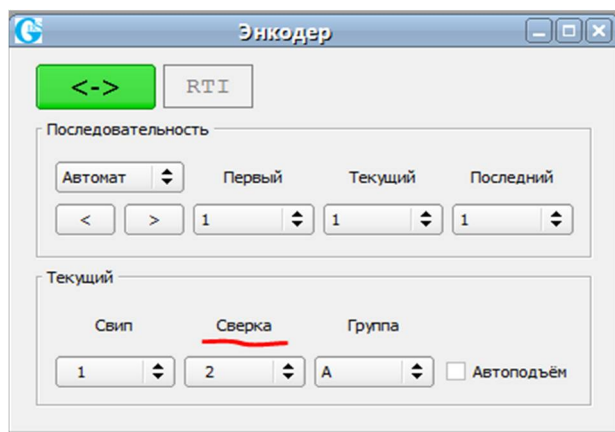 Энкодер
<-> RTI
Последовательность
Автомат Первый Текущий Последний
< > 1 1 1
Текущий
Свип Сверка Группа
1 2 A Автоподъём